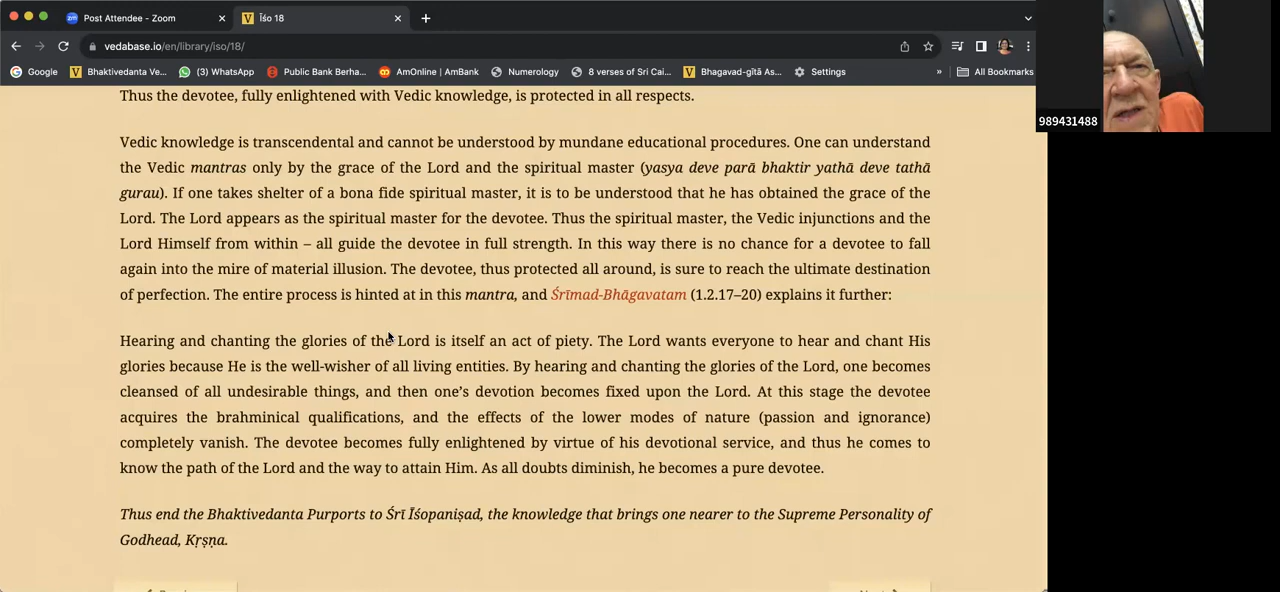 Post Attendee - Zoom
Īśo 18
vedabase.io/en/library/iso/18/
Google
Bhaktivedanta Ve...
(3) WhatsApp
Public Bank Berha...
AmOnline | AmBank
Numerology
8 verses of Sri Cai...
Bhagavad-gītā As...
Settings
»
All Bookmarks
989431488
Thus the devotee, fully enlightened with Vedic knowledge, is protected in all respects.
Vedic knowledge is transcendental and cannot be understood by mundane educational procedures. One can understand
the Vedic mantras only by the grace of the Lord and the spiritual master (yasya deve parā bhaktir yathā deve tathā
gurau). If one takes shelter of a bona fide spiritual master, it is to be understood that he has obtained the grace of the
Lord. The Lord appears as the spiritual master for the devotee. Thus the spiritual master, the Vedic injunctions and the
Lord Himself from within – all guide the devotee in full strength. In this way there is no chance for a devotee to fall
again into the mire of material illusion. The devotee, thus protected all around, is sure to reach the ultimate destination
of perfection. The entire process is hinted at in this mantra, and Śrīmad-Bhāgavatam (1.2.17–20) explains it further:
Hearing and chanting the glories of the Lord is itself an act of piety. The Lord wants everyone to hear and chant His
glories because He is the well-wisher of all living entities. By hearing and chanting the glories of the Lord, one becomes
cleansed of all undesirable things, and then one's devotion becomes fixed upon the Lord. At this stage the devotee
acquires the brahminical qualifications, and the effects of the lower modes of nature (passion and ignorance)
completely vanish. The devotee becomes fully enlightened by virtue of his devotional service, and thus he comes to
know the path of the Lord and the way to attain Him. As all doubts diminish, he becomes a pure devotee.
Thus end the Bhaktivedanta Purports to Śrī Īśopaniṣad, the knowledge that brings one nearer to the Supreme Personality of
Godhead, Kṛṣṇa.